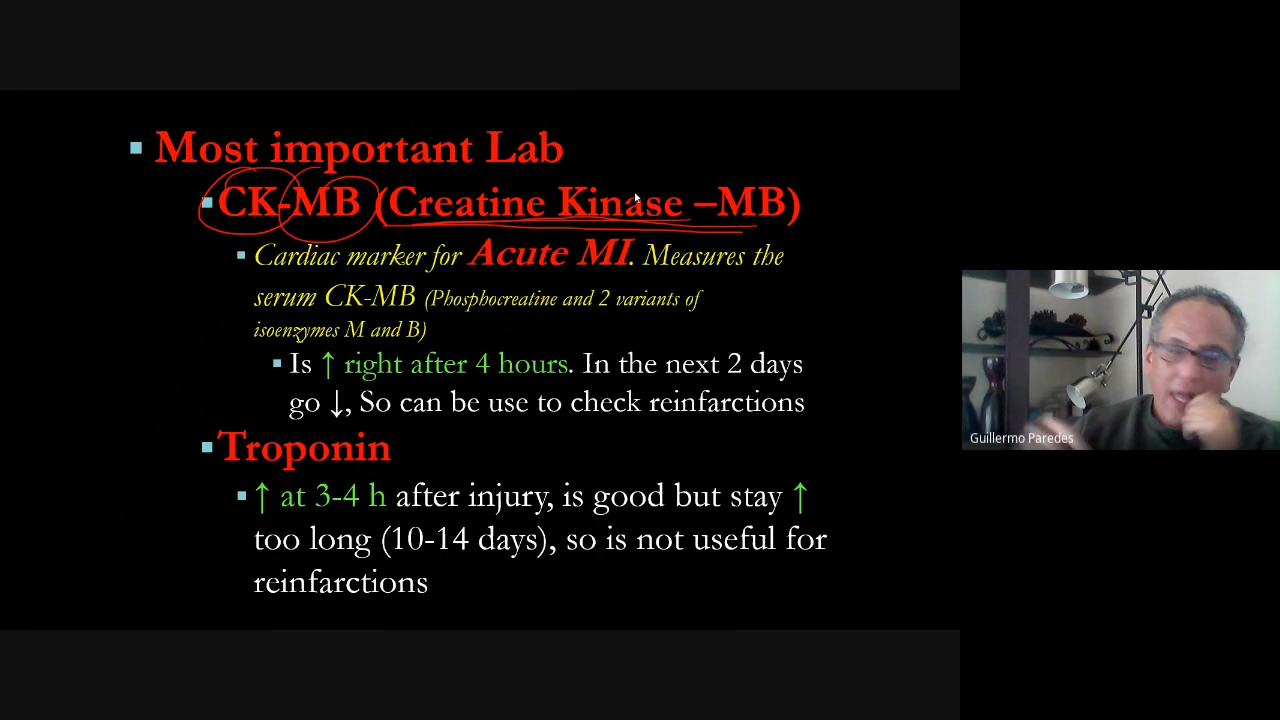 Most important Lab
CK-MB (Creatine Kinase –MB)
Cardiac marker for Acute MI. Measures the
serum CK-MB (Phosphocreatine and 2 variants of
isoenzymes M and B)
Is ↑ right after 4 hours. In the next 2 days
go ↓, So can be use to check reinfarctions
Troponin
↑ at 3-4 h after injury, is good but stay ↑
too long (10-14 days), so is not useful for
reinfarctions
Guillermo Paredes